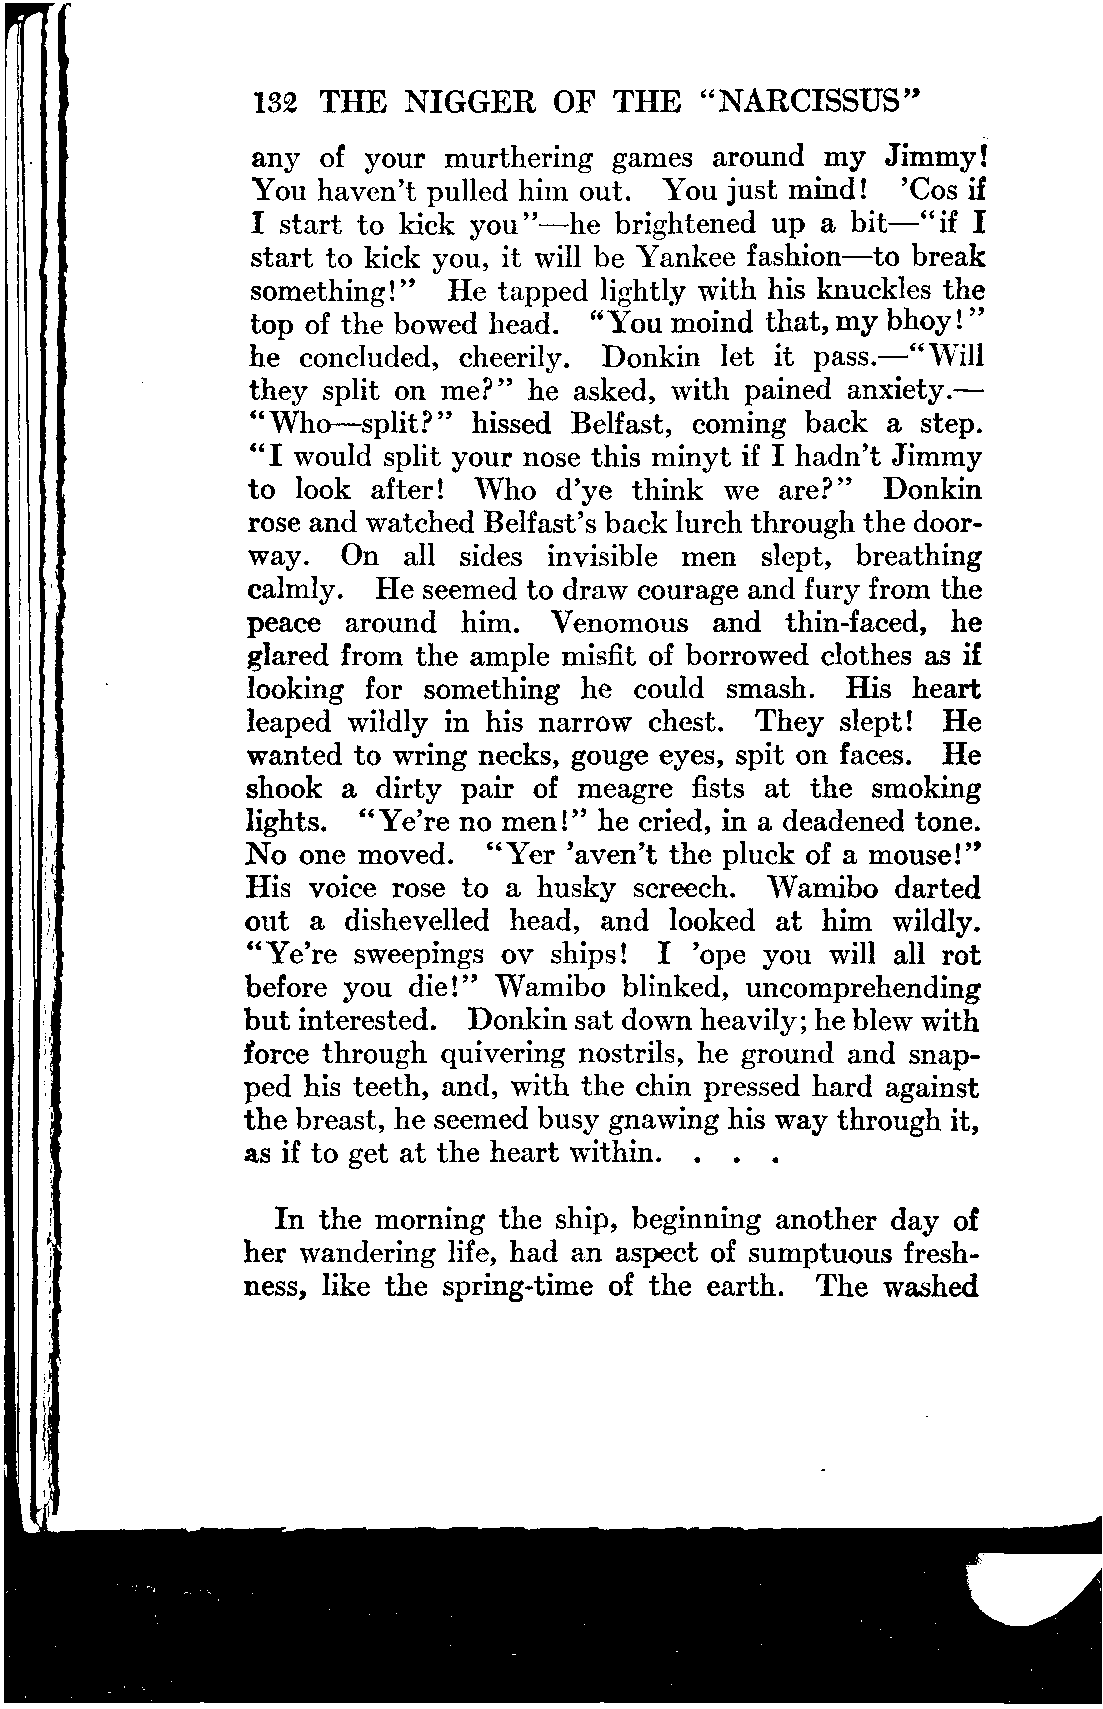 132 THE NIGGER OF THE “NARCISSUS”
any of your murthering games around my Jimmy!
You haven't pulled him out. You just mind! 'Cos if
I start to kick you”—he brightened up a bit—“if I
start to kick you, it will be Yankee fashion—to break
something!” He tapped lightly with his knuckles the
top of the bowed head. “You moind that, my bhoy!”
he concluded, cheerily. Donkin let it pass.—“Will
they split on me?” he asked, with pained anxiety.—
“Who—split?” hissed Belfast, coming back a step.
“I would split your nose this minyt if I hadn't Jimmy
to look after! Who d'ye think we are?” Donkin
rose and watched Belfast's back lurch through the door-
way. On all sides invisible men slept, breathing
calmly. He seemed to draw courage and fury from the
peace around him. Venomous and thin-faced, he
glared from the ample misfit of borrowed clothes as if
looking for something he could smash. His heart
leaped wildly in his narrow chest. They slept! He
wanted to wring necks, gouge eyes, spit on faces. He
shook a dirty pair of meagre fists at the smoking
lights. “Ye're no men!” he cried, in a deadened tone.
No one moved. “Yer 'aven't the pluck of a mouse!”
His voice rose to a husky screech. Wamibo darted
out a dishevelled head, and looked at him wildly.
“Ye're sweepings ov ships! I 'ope you will all rot
before you die!” Wamibo blinked, uncomprehending
but interested. Donkin sat down heavily; he blew with
force through quivering nostrils, he ground and snap-
ped his teeth, and, with the chin pressed hard against
the breast, he seemed busy gnawing his way through it,
as if to get at the heart within. . . .
In the morning the ship, beginning another day of
her wandering life, had an aspect of sumptuous fresh-
ness, like the spring-time of the earth. The washed